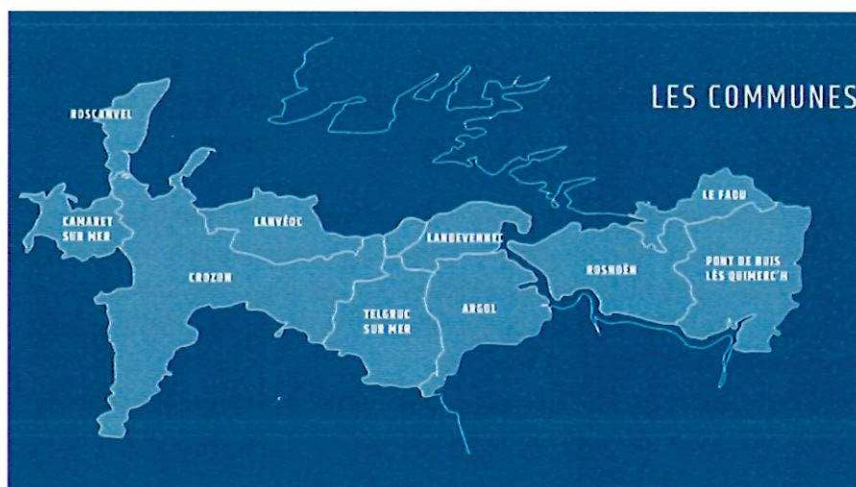 LES COMMUNES
ROSCANVEL
LE FAOU
CAMARET
SUR MER
LANVÉOC
LANDEVENNEC
PONT DE BUIS
LÈS QUIMERC'H
ROSNOËN
CROZON
TELGRUC
SUR MER
ARGOL